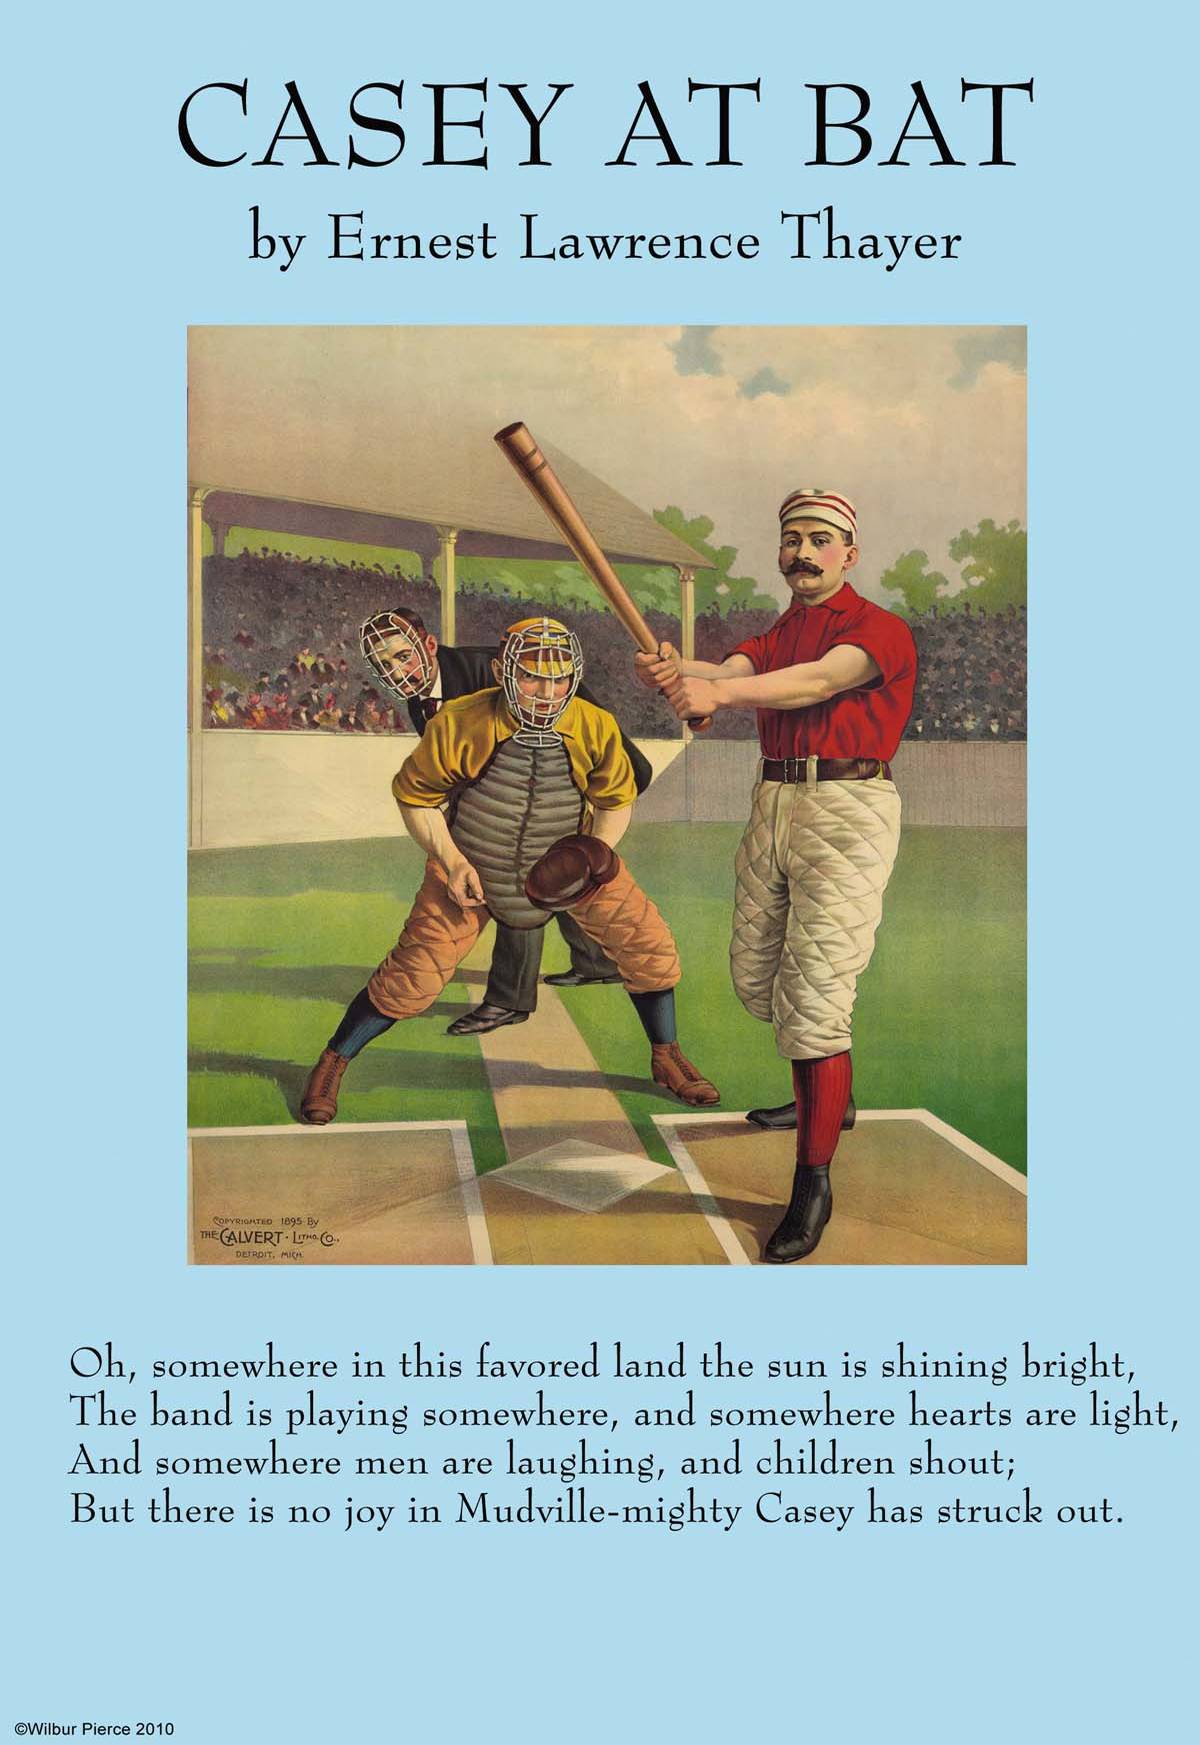 CASEY AT BAT
by Ernest Lawrence Thayer
COPYRIGHTED 1895 By
THE CALVERT · LITHO. CO.,
DETROIT, MICH.
Oh, somewhere in this favored land the sun is shining bright,
The band is playing somewhere, and somewhere hearts are light,
And somewhere men are laughing, and children shout;
But there is no joy in Mudville-mighty Casey has struck out.
©Wilbur Pierce 2010